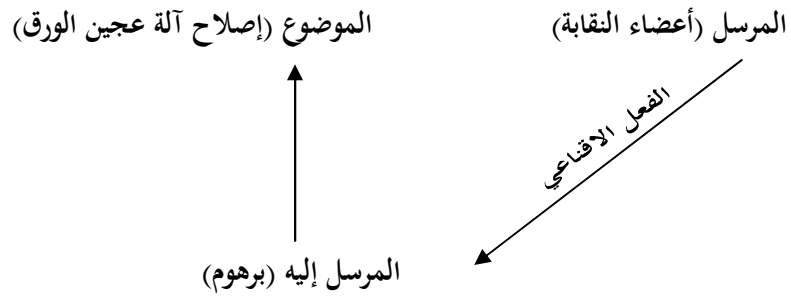 المرسل (أعضاء النقابة)
الموضوع (إصلاح آلة عجين الورق)
الفعل الاقناعي
المرسل إليه (برهوم)